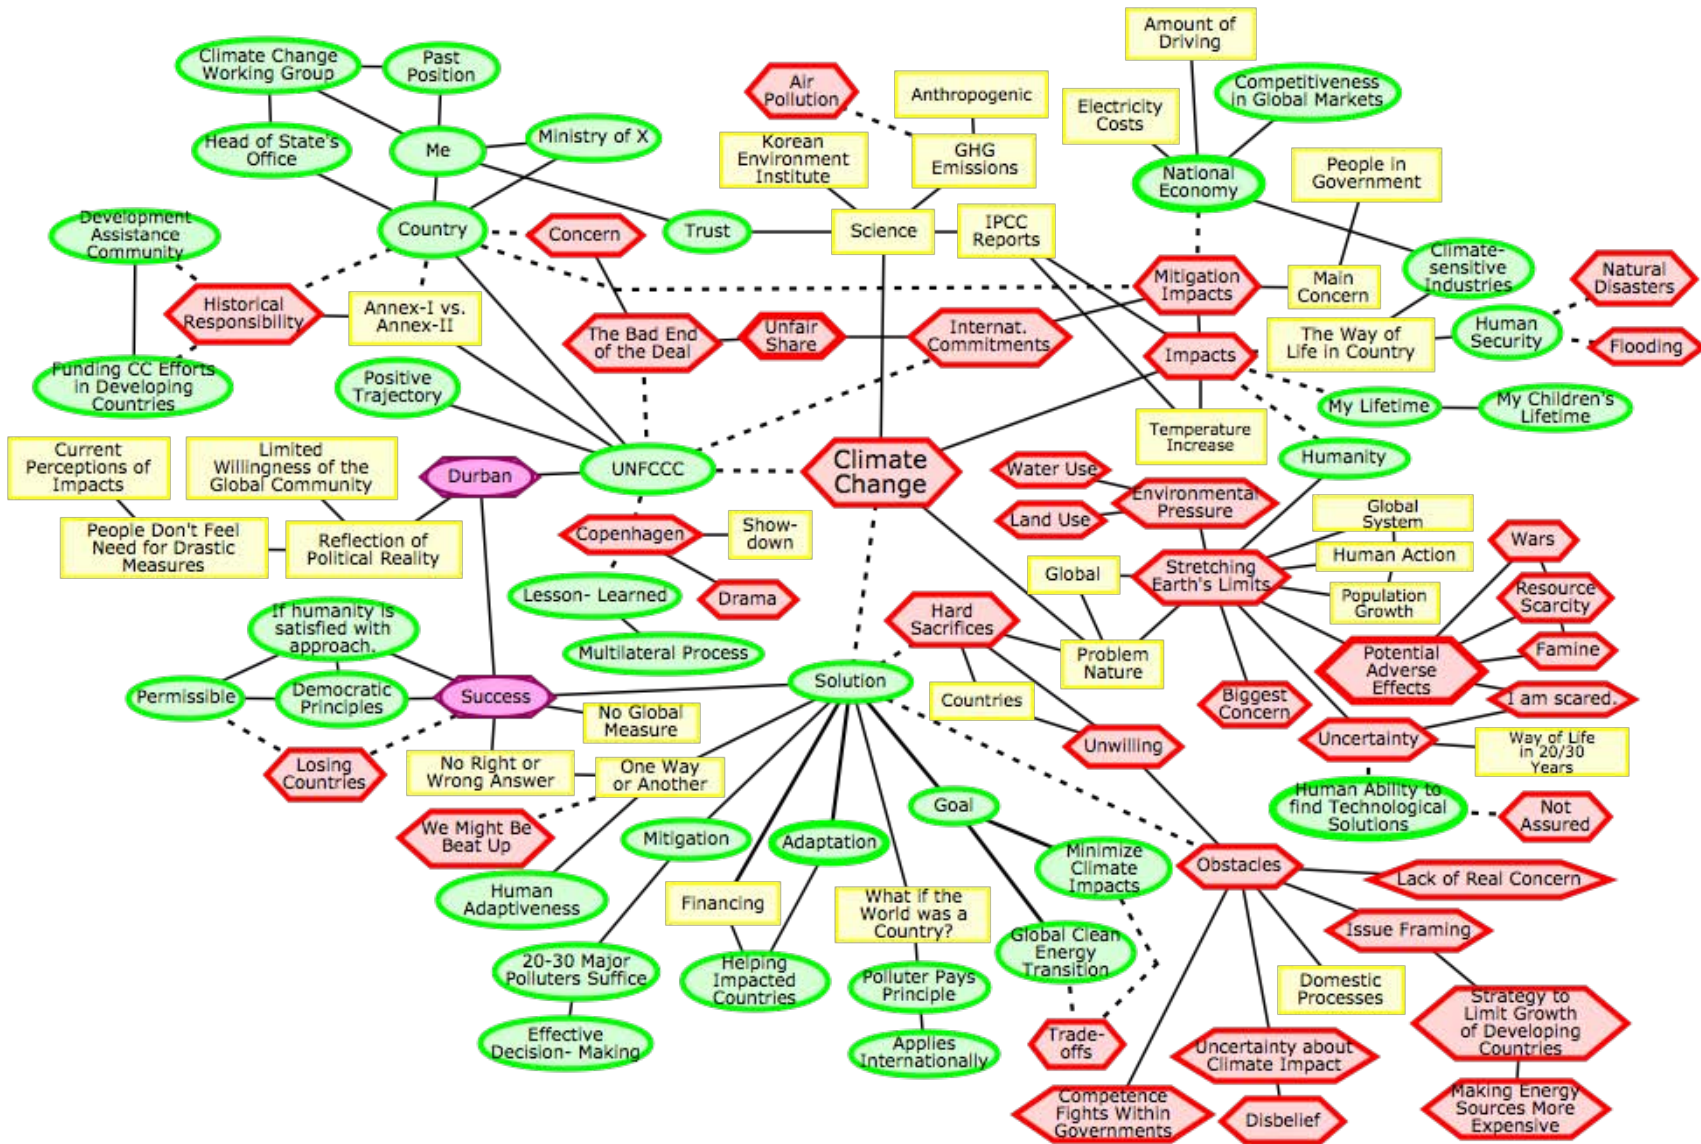 Amount of
Driving
Climate Change
Working Group
Past
Position
Air
Pollution
Anthropogenic
Electricity
Costs
Competitiveness
in Global Markets
Head of State's
Office
Me
Ministry of X
Korean
Environment
Institute
GHG
Emissions
National
Economy
People in
Government
Development
Assistance
Community
Country
Concern
Trust
Science
IPCC
Reports
Climate-
sensitive
Industries
Natural
Disasters
Historical
Responsibility
Annex-I vs.
Annex-II
The Bad End
of the Deal
Unfair
Share
Internat.
Commitments
Mitigation
Impacts
Main
Concern
Impacts
The Way of
Life in Country
Human
Security
Flooding
Funding CC Efforts
in Developing
Countries
Positive
Trajectory
My Lifetime
My Children's
Lifetime
Temperature
Increase
Current
Perceptions of
Impacts
Limited
Willingness of the
Global Community
Durban
UNFCCC
Climate
Change
Water Use
Environmental
Pressure
Humanity
Land Use
Global
System
People Don't Feel
Need for Drastic
Measures
Reflection of
Political Reality
Copenhagen
Show-
down
Human Action
Wars
Global
Stretching
Earth's Limits
Population
Growth
Resource
Scarcity
Lesson- Learned
Drama
Hard
Sacrifices
If humanity is
satisfied with
approach.
Multilateral Process
Problem
Nature
Potential
Adverse
Effects
Famine
Permissible
Democratic
Principles
Success
Solution
Countries
Biggest
Concern
I am scared.
No Global
Measure
Unwilling
Uncertainty
Way of Life
in 20/30
Years
Losing
Countries
No Right or
Wrong Answer
One Way
or Another
Human Ability to
find Technological
Solutions
Not
Assured
We Might Be
Beat Up
Mitigation
Adaptation
Goal
Minimize
Climate
Impacts
Obstacles
Lack of Real Concern
Human
Adaptiveness
Financing
What if the
World was a
Country?
Issue Framing
20-30 Major
Polluters Suffice
Helping
Impacted
Countries
Polluter Pays
Principle
Global Clean
Energy
Transition
Domestic
Processes
Effective
Decision- Making
Applies
Internationally
Trade-
offs
Uncertainty about
Climate Impact
Strategy to
Limit Growth
of Developing
Countries
Competence
Fights Within
Governments
Disbelief
Making Energy
Sources More
Expensive